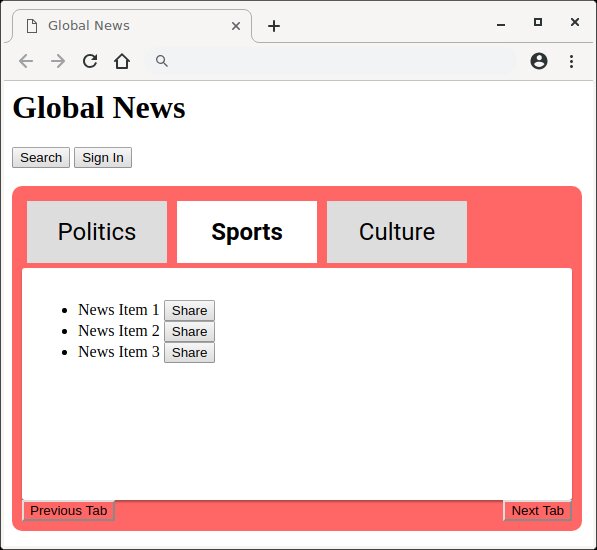 Global News
Global News
Search Sign In
Politics Sports Culture
News Item 1 Share
News Item 2 Share
News Item 3 Share
Previous Tab Next Tab